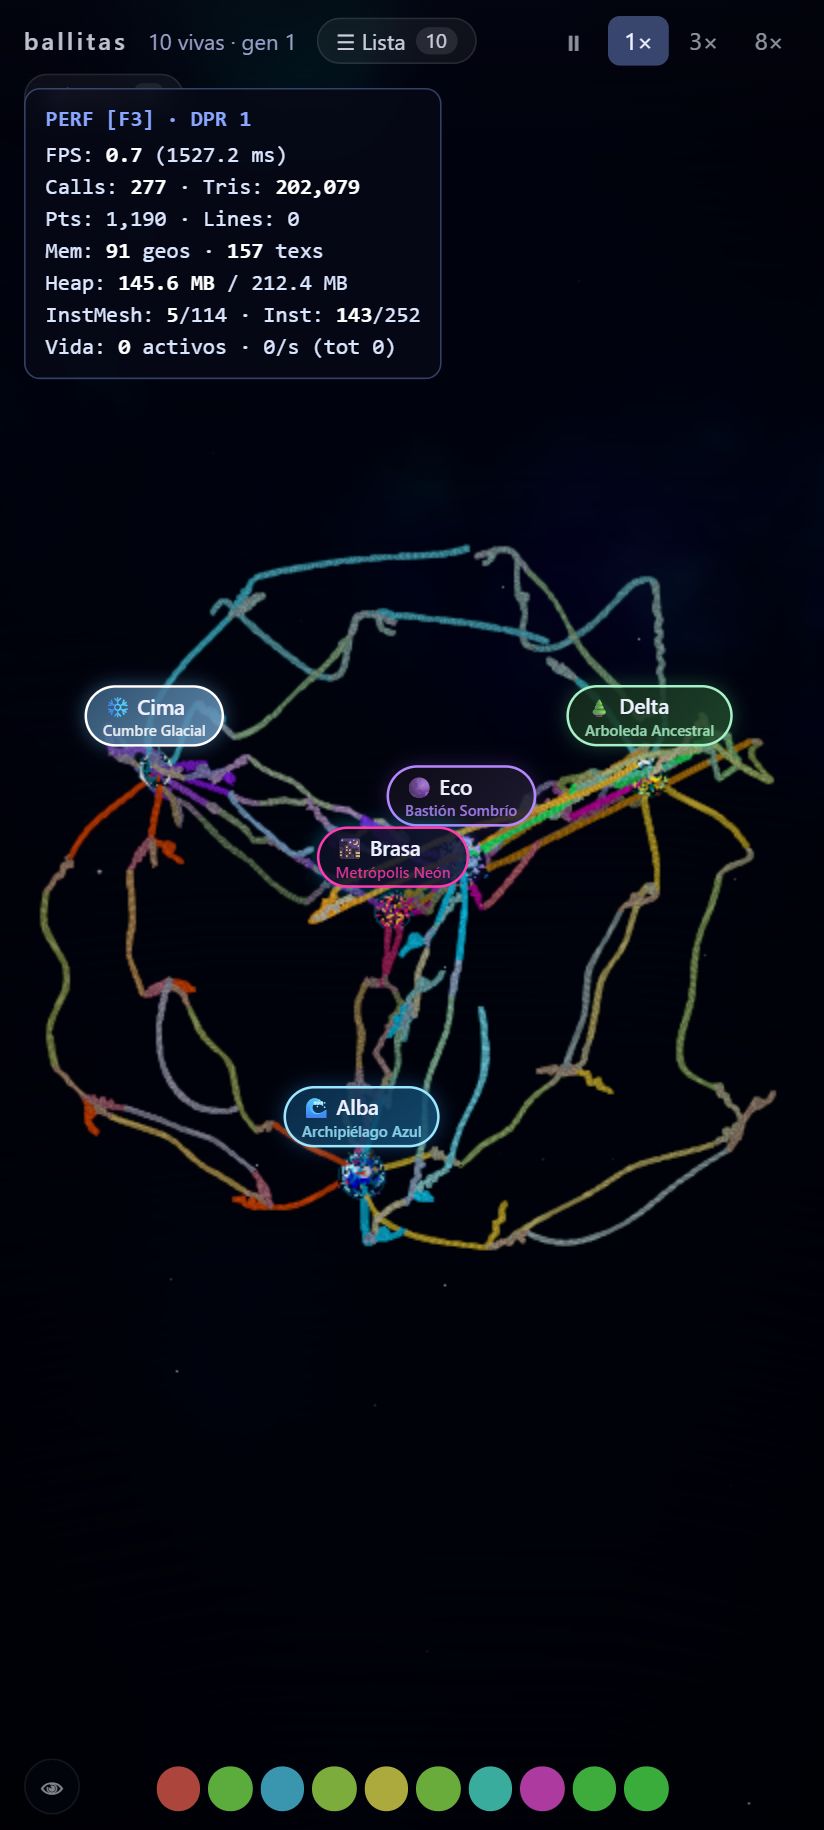 ballitas 10 vivas · gen 1 ☰ Lista 10 ⏸ 1× 3× 8×
PERF [F3] · DPR 1
FPS: 0.7 (1527.2 ms)
Calls: 277 · Tris: 202,079
Pts: 1,190 · Lines: 0
Mem: 91 geos · 157 texs
Heap: 145.6 MB / 212.4 MB
InstMesh: 5/114 · Inst: 143/252
Vida: 0 activos · 0/s (tot 0)
Cima
Cumbre Glacial
Delta
Arboleda Ancestral
Eco
Bastión Sombrío
Brasa
Metrópolis Neón
Alba
Archipiélago Azul